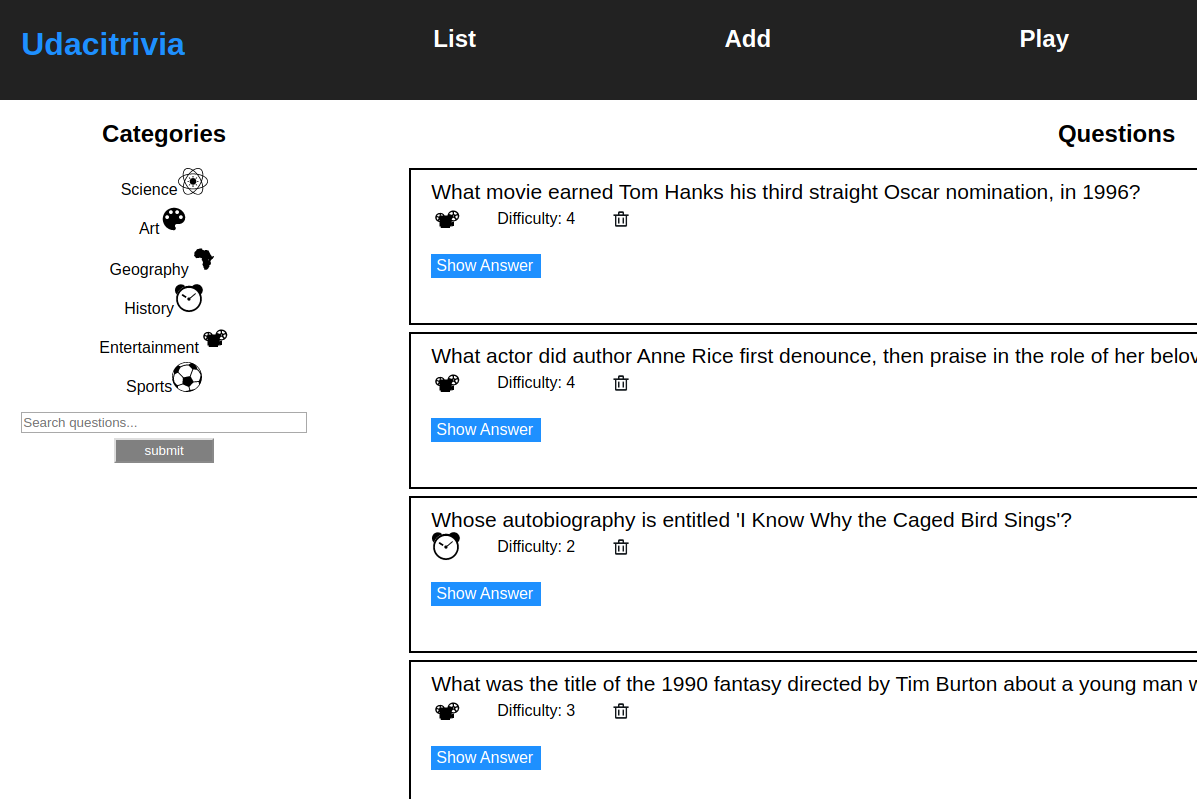 Udacitrivia
List
Add
Play
Categories
Science
Art
Geography
History
Entertainment
Sports
Search questions...
submit
Questions
What movie earned Tom Hanks his third straight Oscar nomination, in 1996?
Difficulty: 4
Show Answer
What actor did author Anne Rice first denounce, then praise in the role of her
Difficulty: 4
Show Answer
Whose autobiography is entitled 'I Know Why the Caged Bird Sings'?
Difficulty: 2
Show Answer
What was the title of the 1990 fantasy directed by Tim Burton about a young man
Difficulty: 3
Show Answer